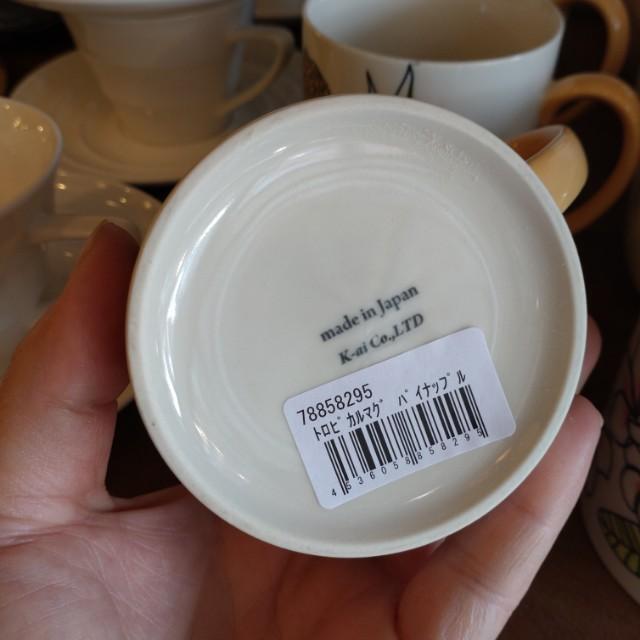 made in Japan
K-ai Co.,LTD
78858295
ﾄﾛﾋﾟｶﾙﾏｸﾞ ﾊﾟｲﾅｯﾌﾟﾙ